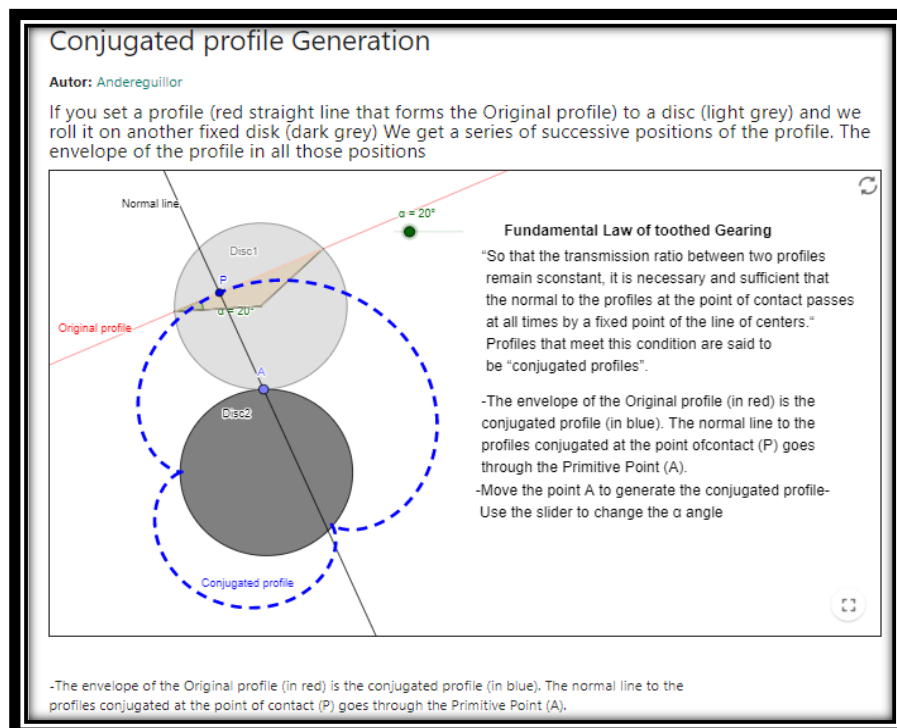 Conjugated profile Generation
Autor: Andereguillor
If you set a profile (red straight line that forms the Original profile) to a disc (light grey) and we
roll it on another fixed disk (dark grey) We get a series of successive positions of the profile. The
envelope of the profile in all those positions
Normal line
α = 20°
Disc1
P
α = 20°
Original profile
A
Disc2
Conjugated profile
Fundamental Law of toothed Gearing
“So that the transmission ratio between two profiles
remain sconstant, it is necessary and sufficient that
the normal to the profiles at the point of contact passes
at all times by a fixed point of the line of centers.“
Profiles that meet this condition are said to
be “conjugated profiles”.
-The envelope of the Original profile (in red) is the
conjugated profile (in blue). The normal line to the
profiles conjugated at the point ofcontact (P) goes
through the Primitive Point (A).
-Move the point A to generate the conjugated profile-
Use the slider to change the α angle
-The envelope of the Original profile (in red) is the conjugated profile (in blue). The normal line to the
profiles conjugated at the point of contact (P) goes through the Primitive Point (A).